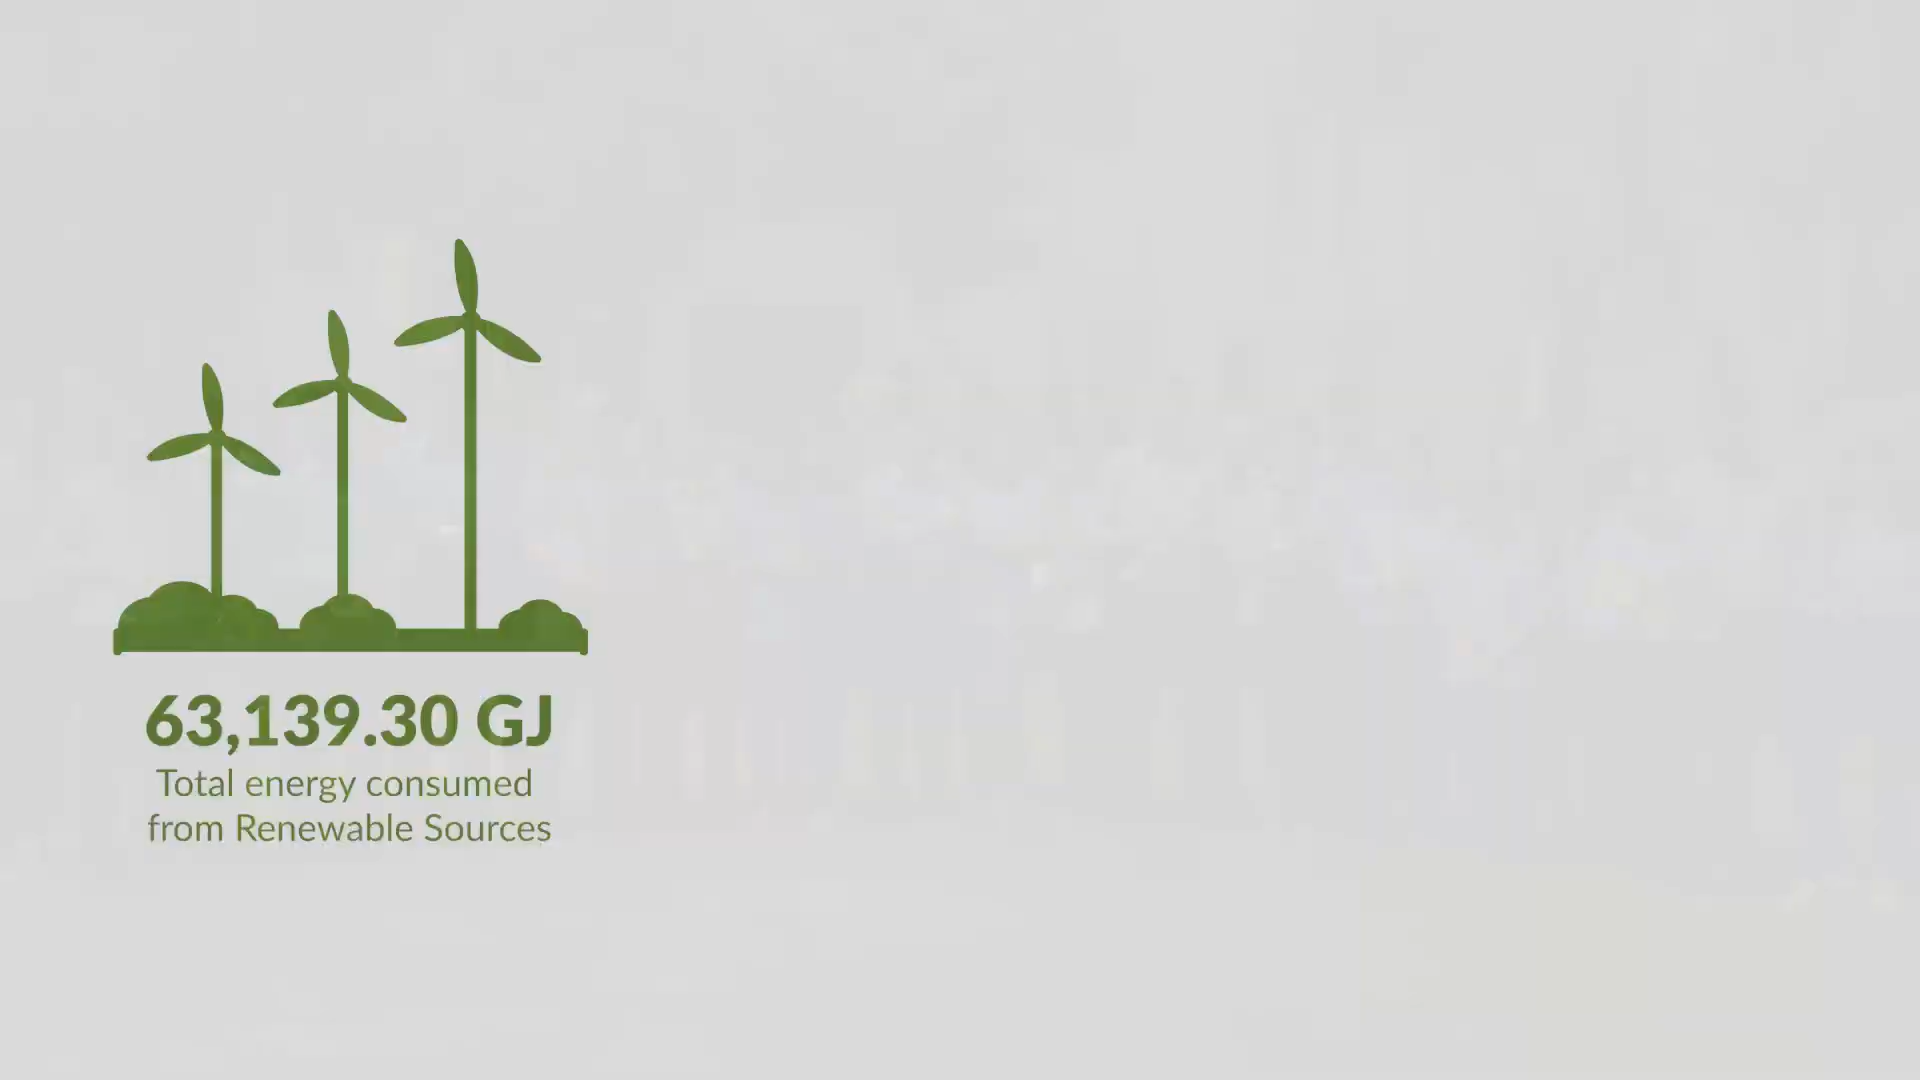 63,139.30 GJ
Total energy consumed
from Renewable Sources